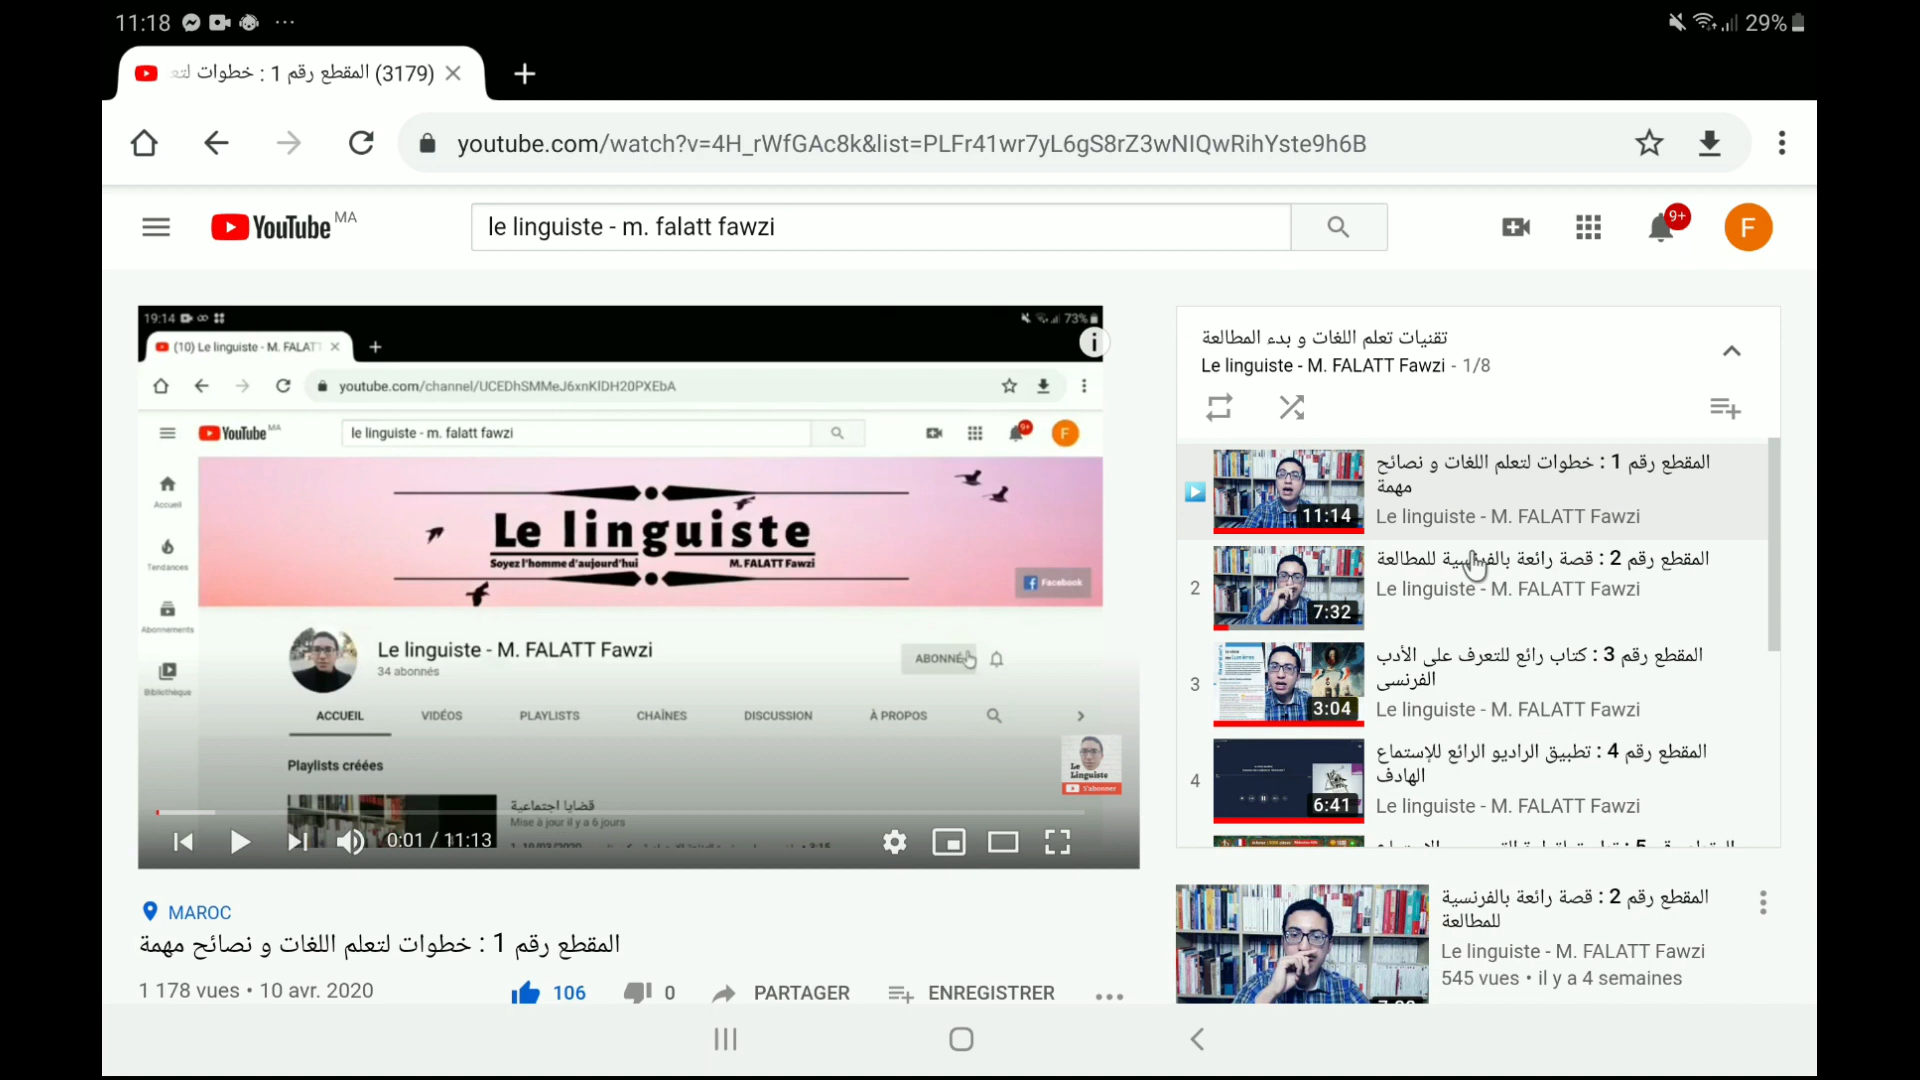 11:18
29%
(3179) المقطع رقم 1 : خطوات لتع
youtube.com/watch?v=4H_rWfGAc8k&list=PLFr41wr7yL6gS8rZ3wNIQwRihYste9h6B
YouTube MA
le linguiste - m. falatt fawzi
9+
F
19:14
73%
(10) Le linguiste - M. FALATT
youtube.com/channel/UCEDhSMMeJ6xnKlDH20PXEbA
YouTube MA
le linguiste - m. falatt fawzi
9+
F
Accueil
Tendances
Abonnements
Bibliothèque
Le linguiste
Soyez l'homme d'aujourd'hui
M. FALATT Fawzi
Facebook
Le linguiste - M. FALATT Fawzi
34 abonnés
ABONNÉ
ACCUEIL VIDÉOS PLAYLISTS CHAÎNES DISCUSSION À PROPOS
Playlists créées
قضايا اجتماعية
Mise à jour il y a 6 jours
Le Linguiste
S'abonner
0:01 / 11:13
MAROC
المقطع رقم 1 : خطوات لتعلم اللغات و نصائح مهمة
1 178 vues • 10 avr. 2020
106
0
PARTAGER
ENREGISTRER
تقنيات تعلم اللغات و بدء المطالعة
Le linguiste - M. FALATT Fawzi - 1/8
المقطع رقم 1 : خطوات لتعلم اللغات و نصائح
مهمة
Le linguiste - M. FALATT Fawzi
11:14
2
المقطع رقم 2 : قصة رائعة بالفرنسية للمطالعة
Le linguiste - M. FALATT Fawzi
7:32
3
المقطع رقم 3 : كتاب رائع للتعرف على الأدب
الفرنسي
Le linguiste - M. FALATT Fawzi
3:04
4
المقطع رقم 4 : تطبيق الراديو الرائع للإستماع
الهادف
Le linguiste - M. FALATT Fawzi
6:41
المقطع رقم 2 : قصة رائعة بالفرنسية
للمطالعة
Le linguiste - M. FALATT Fawzi
545 vues • il y a 4 semaines